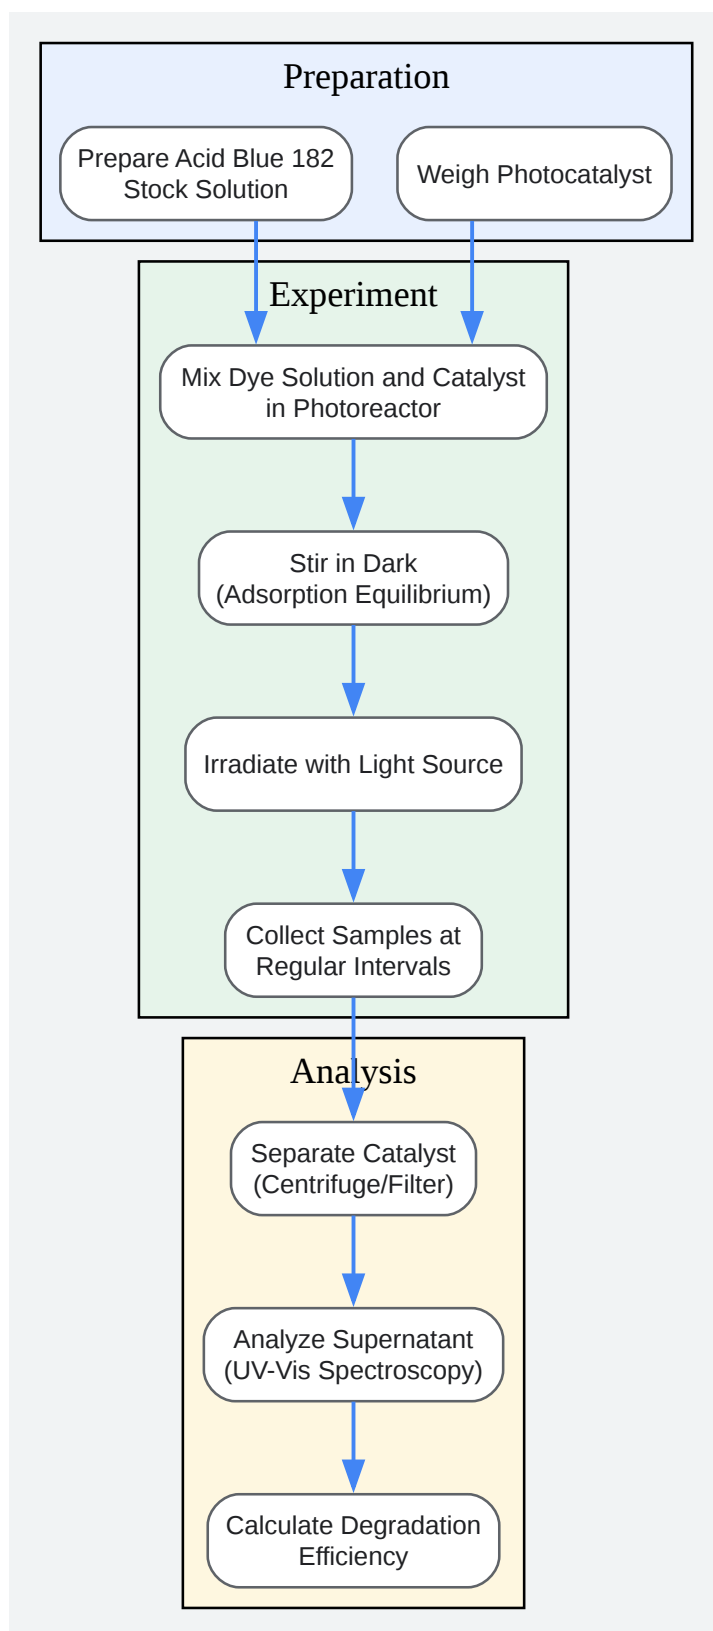 Preparation
Prepare Acid Blue 182
Stock Solution
Weigh Photocatalyst
Experiment
Mix Dye Solution and Catalyst
in Photoreactor
Stir in Dark
(Adsorption Equilibrium)
Irradiate with Light Source
Collect Samples at
Regular Intervals
Analysis
Separate Catalyst
(Centrifuge/Filter)
Analyze Supernatant
(UV-Vis Spectroscopy)
Calculate Degradation
Efficiency